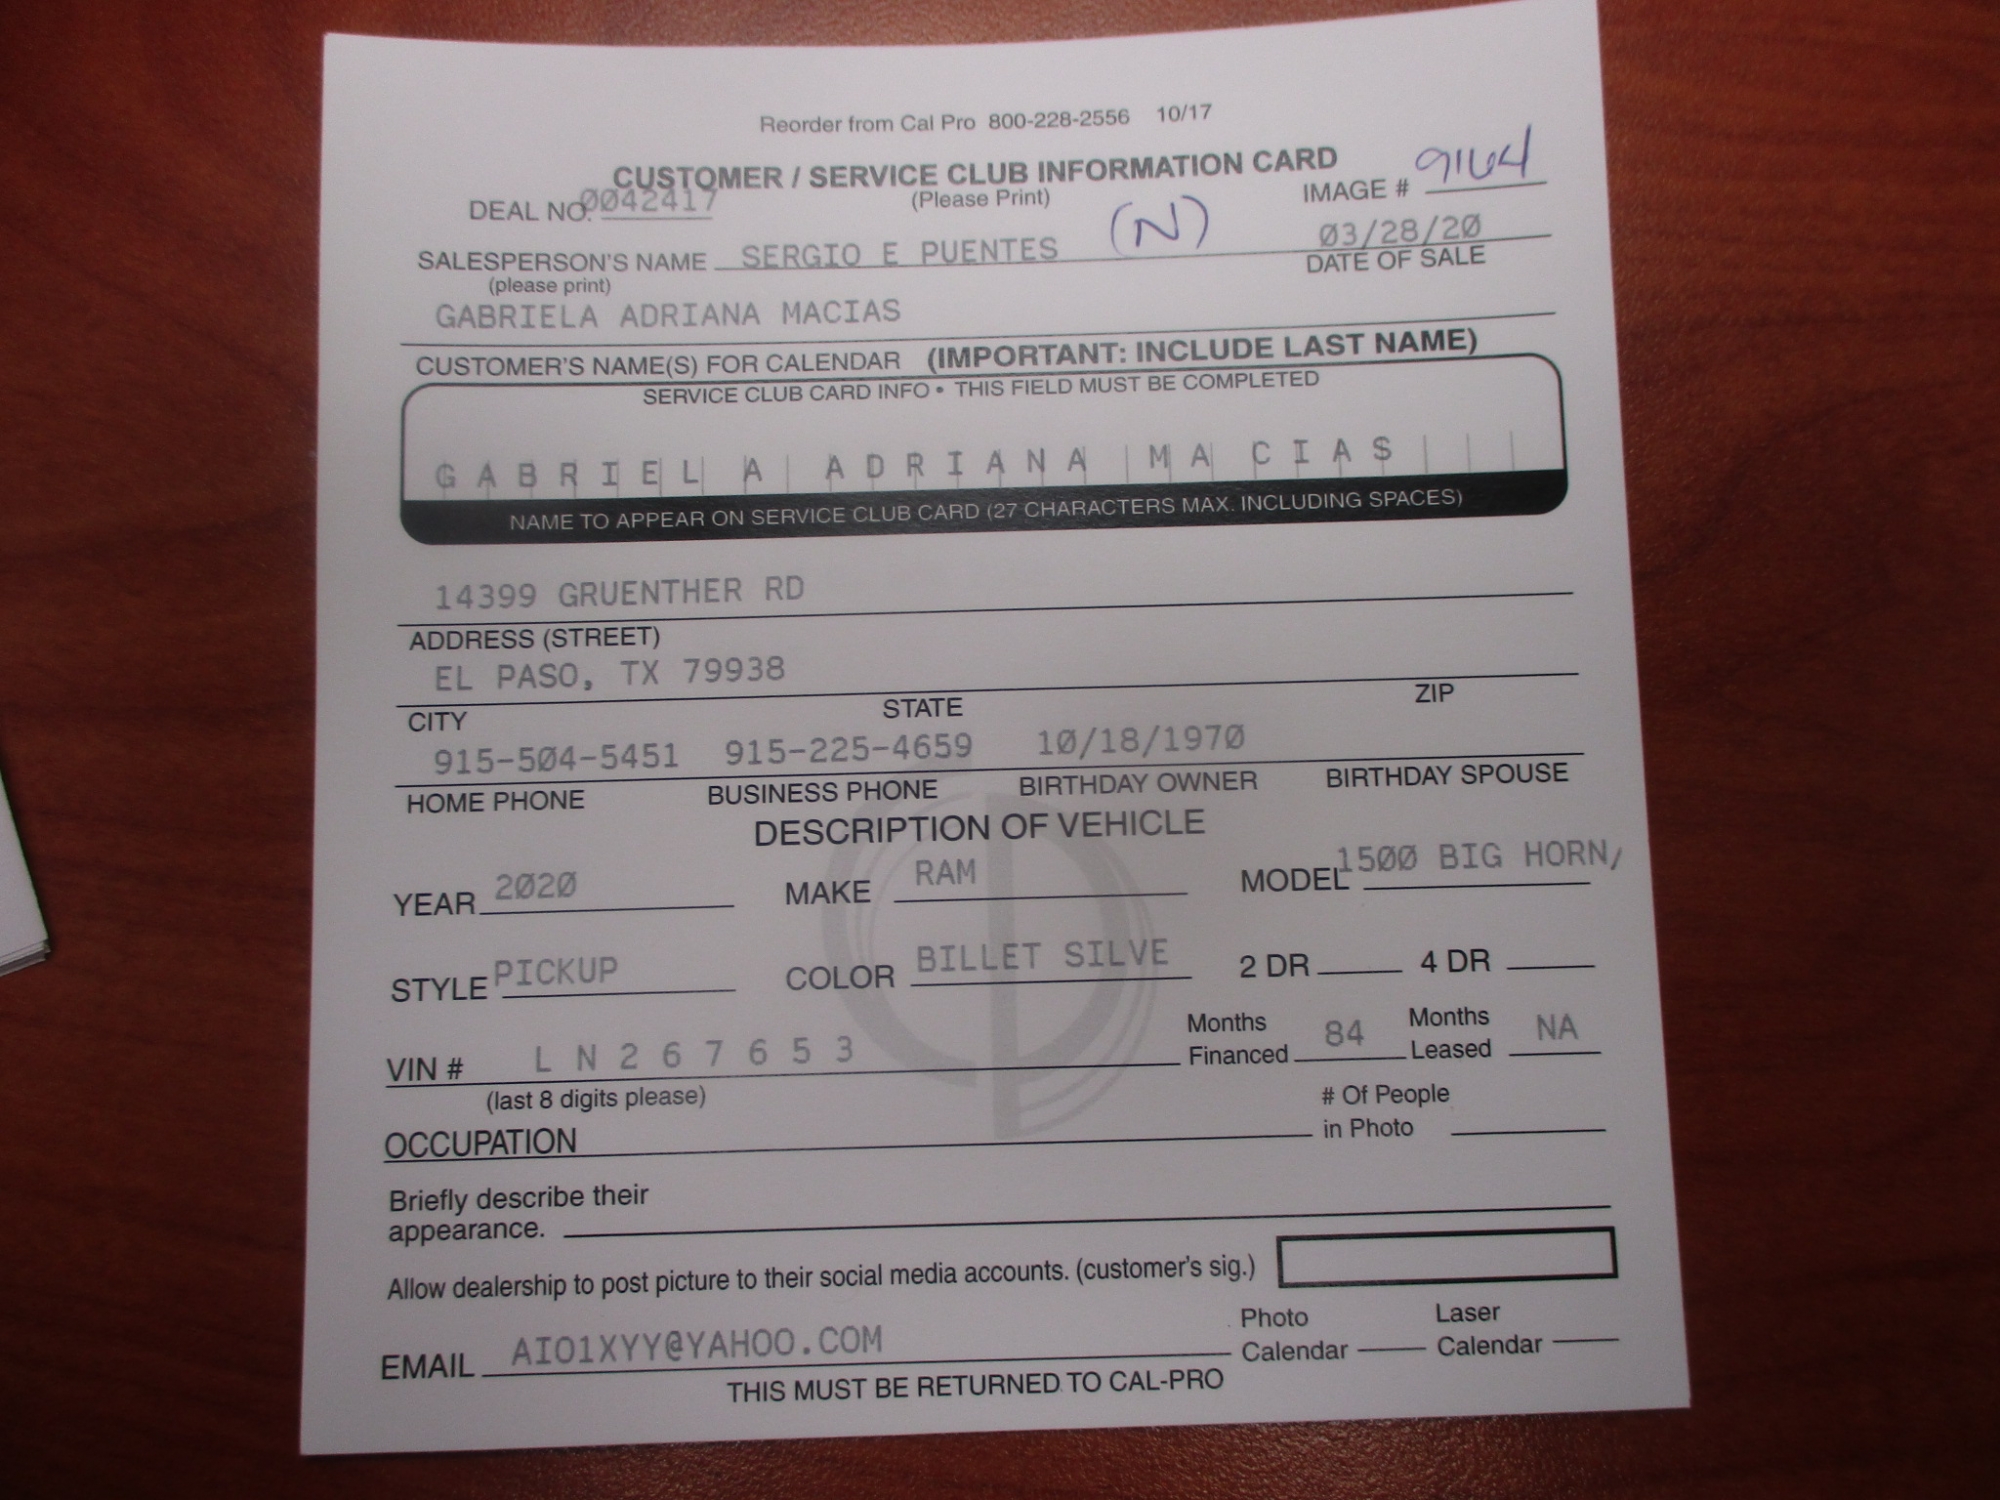 Reorder from Cal Pro 800-228-2556 10/17
CUSTOMER / SERVICE CLUB INFORMATION CARD
DEAL NO. 0042417 (Please Print) IMAGE # 9164
SALESPERSON'S NAME SERGIO E PUENTES (N) 03/28/20
(please print) DATE OF SALE
GABRIELA ADRIANA MACIAS
CUSTOMER'S NAME(S) FOR CALENDAR (IMPORTANT: INCLUDE LAST NAME)
SERVICE CLUB CARD INFO • THIS FIELD MUST BE COMPLETED
GABRIELA ADRIANA MACIAS
NAME TO APPEAR ON SERVICE CLUB CARD (27 CHARACTERS MAX. INCLUDING SPACES)
14399 GRUENTHER RD
ADDRESS (STREET)
EL PASO, TX 79938
CITY STATE ZIP
915-504-5451 915-225-4659 10/18/1970
HOME PHONE BUSINESS PHONE BIRTHDAY OWNER BIRTHDAY SPOUSE
DESCRIPTION OF VEHICLE
YEAR 2020 MAKE RAM MODEL 1500 BIG HORN/
STYLE PICKUP COLOR BILLET SILVE 2 DR 4 DR
VIN # LN267653 Months Financed 84 Months Leased NA
(last 8 digits please)
OCCUPATION # Of People in Photo
Briefly describe their
appearance.
Allow dealership to post picture to their social media accounts. (customer's sig.)
EMAIL AIO1XYY@YAHOO.COM Photo Calendar Laser Calendar
THIS MUST BE RETURNED TO CAL-PRO